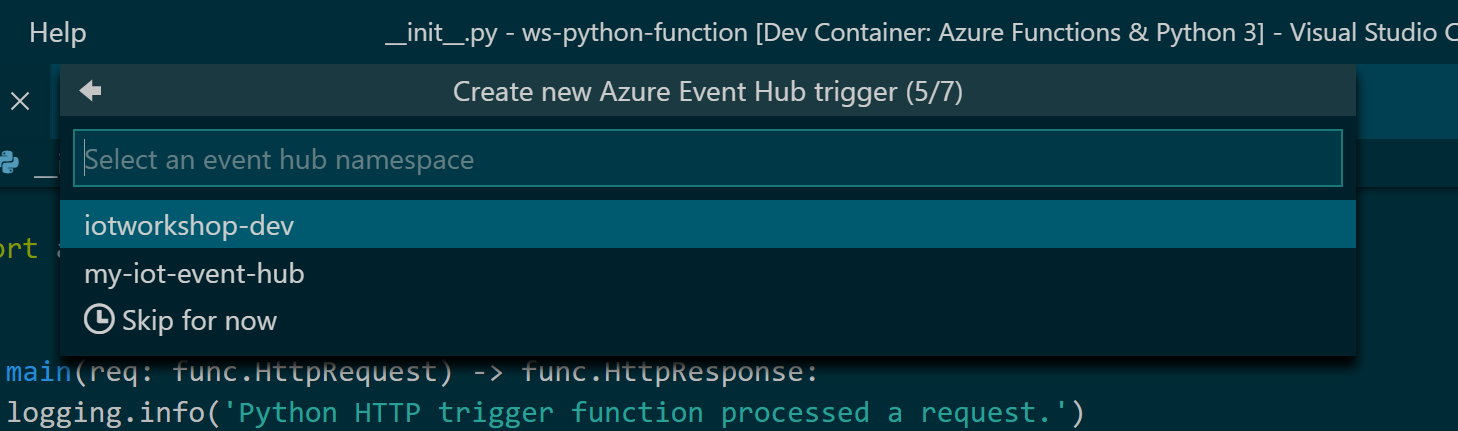 Help
__init__.py - ws-python-function [Dev Container: Azure Functions & Python 3] - Visual Studio
Create new Azure Event Hub trigger (5/7)
Select an event hub namespace
iotworkshop-dev
my-iot-event-hub
Skip for now
main(req: func.HttpRequest) -> func.HttpResponse:
logging.info('Python HTTP trigger function processed a request.')